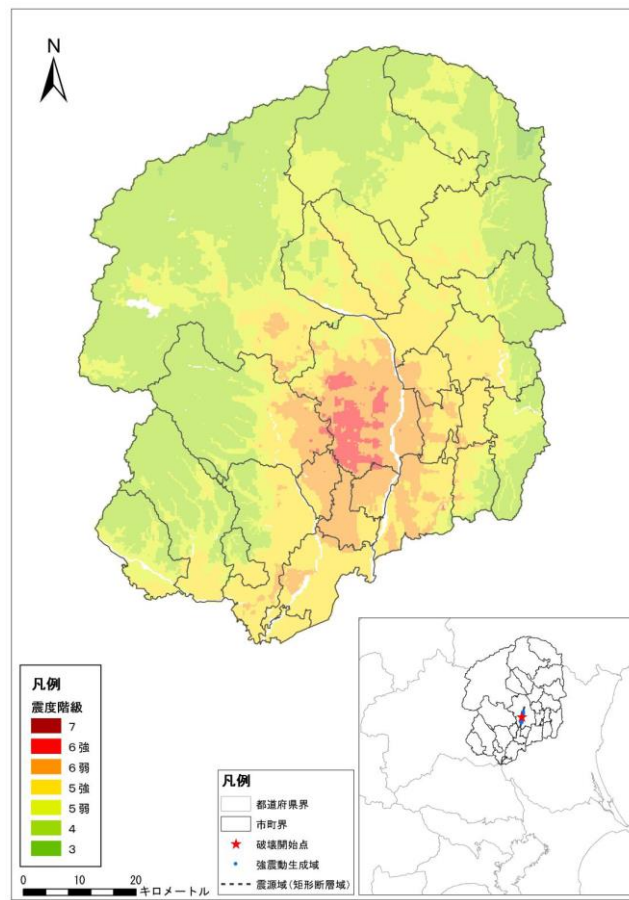 N
凡例
震度階級
7
6強
6弱
5強
5弱
4
3
0 10 20
キロメートル
凡例
都道府県界
市町界
破壊開始点
強震動生成域
震源域(矩形断層域)